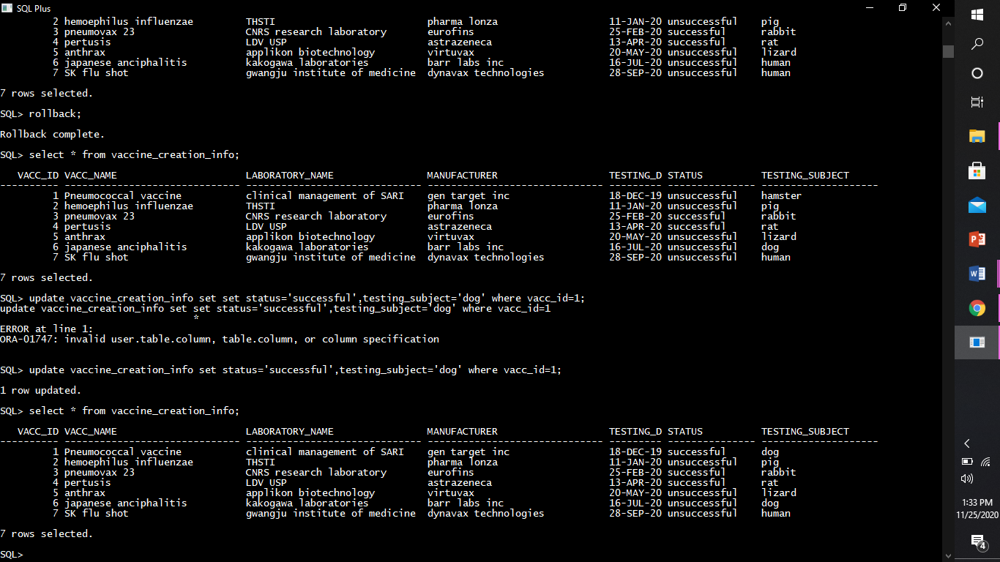 SQL Plus
2 hemoephilus influenzae THSTI pharma lonza 11-JAN-20 unsuccessful pig
3 pneumovax 23 CNRS research laboratory eurofins 25-FEB-20 successful rabbit
4 pertusis LDV USP astrazeneca 13-APR-20 successful rat
5 anthrax applikon biotechnology virtuvax 20-MAY-20 unsuccessful lizard
6 japanese anciphalitis kakogawa laboratories barr labs inc 16-JUL-20 unsuccessful human
7 SK flu shot gwangju institute of medicine dynavax technologies 28-SEP-20 unsuccessful human
7 rows selected.
SQL> rollback;
Rollback complete.
SQL> select * from vaccine_creation_info;
VACC_ID VACC_NAME LABORATORY_NAME MANUFACTURER TESTING_D STATUS TESTING_SUBJECT
---------- ------------------------------ ------------------------------ ------------------------------ --------- --------------- --------------------
1 Pneumococcal vaccine clinical management of SARI gen target inc 18-DEC-19 unsuccessful hamster
2 hemoephilus influenzae THSTI pharma lonza 11-JAN-20 unsuccessful pig
3 pneumovax 23 CNRS research laboratory eurofins 25-FEB-20 successful rabbit
4 pertusis LDV USP astrazeneca 13-APR-20 successful rat
5 anthrax applikon biotechnology virtuvax 20-MAY-20 unsuccessful lizard
6 japanese anciphalitis kakogawa laboratories barr labs inc 16-JUL-20 unsuccessful dog
7 SK flu shot gwangju institute of medicine dynavax technologies 28-SEP-20 unsuccessful human
7 rows selected.
SQL> update vaccine_creation_info set set status='successful',testing_subject='dog' where vacc_id=1;
update vaccine_creation_info set set status='successful',testing_subject='dog' where vacc_id=1
*
ERROR at line 1:
ORA-01747: invalid user.table.column, table.column, or column specification
SQL> update vaccine_creation_info set status='successful',testing_subject='dog' where vacc_id=1;
1 row updated.
SQL> select * from vaccine_creation_info;
VACC_ID VACC_NAME LABORATORY_NAME MANUFACTURER TESTING_D STATUS TESTING_SUBJECT
---------- ------------------------------ ------------------------------ ------------------------------ --------- --------------- --------------------
1 Pneumococcal vaccine clinical management of SARI gen target inc 18-DEC-19 successful dog
2 hemoephilus influenzae THSTI pharma lonza 11-JAN-20 unsuccessful pig
3 pneumovax 23 CNRS research laboratory eurofins 25-FEB-20 successful rabbit
4 pertusis LDV USP astrazeneca 13-APR-20 successful rat
5 anthrax applikon biotechnology virtuvax 20-MAY-20 unsuccessful lizard
6 japanese anciphalitis kakogawa laboratories barr labs inc 16-JUL-20 unsuccessful dog
7 SK flu shot gwangju institute of medicine dynavax technologies 28-SEP-20 unsuccessful human
7 rows selected.
SQL>
1:33 PM
11/25/2020
4